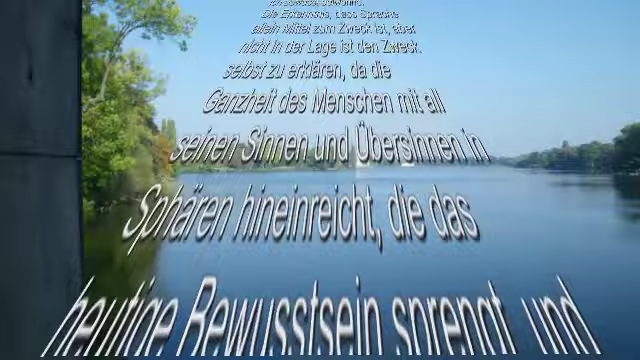 Die Erkenntnis, dass Sprache
allein Mittel zum Zweck ist, aber
nicht in der Lage ist den Zweck
selbst zu erklären, da die
Ganzheit des Menschen mit all
seinen Sinnen und Übersinnen in
Sphären hineinreicht, die das
heutige Bewusstsein sprengt und